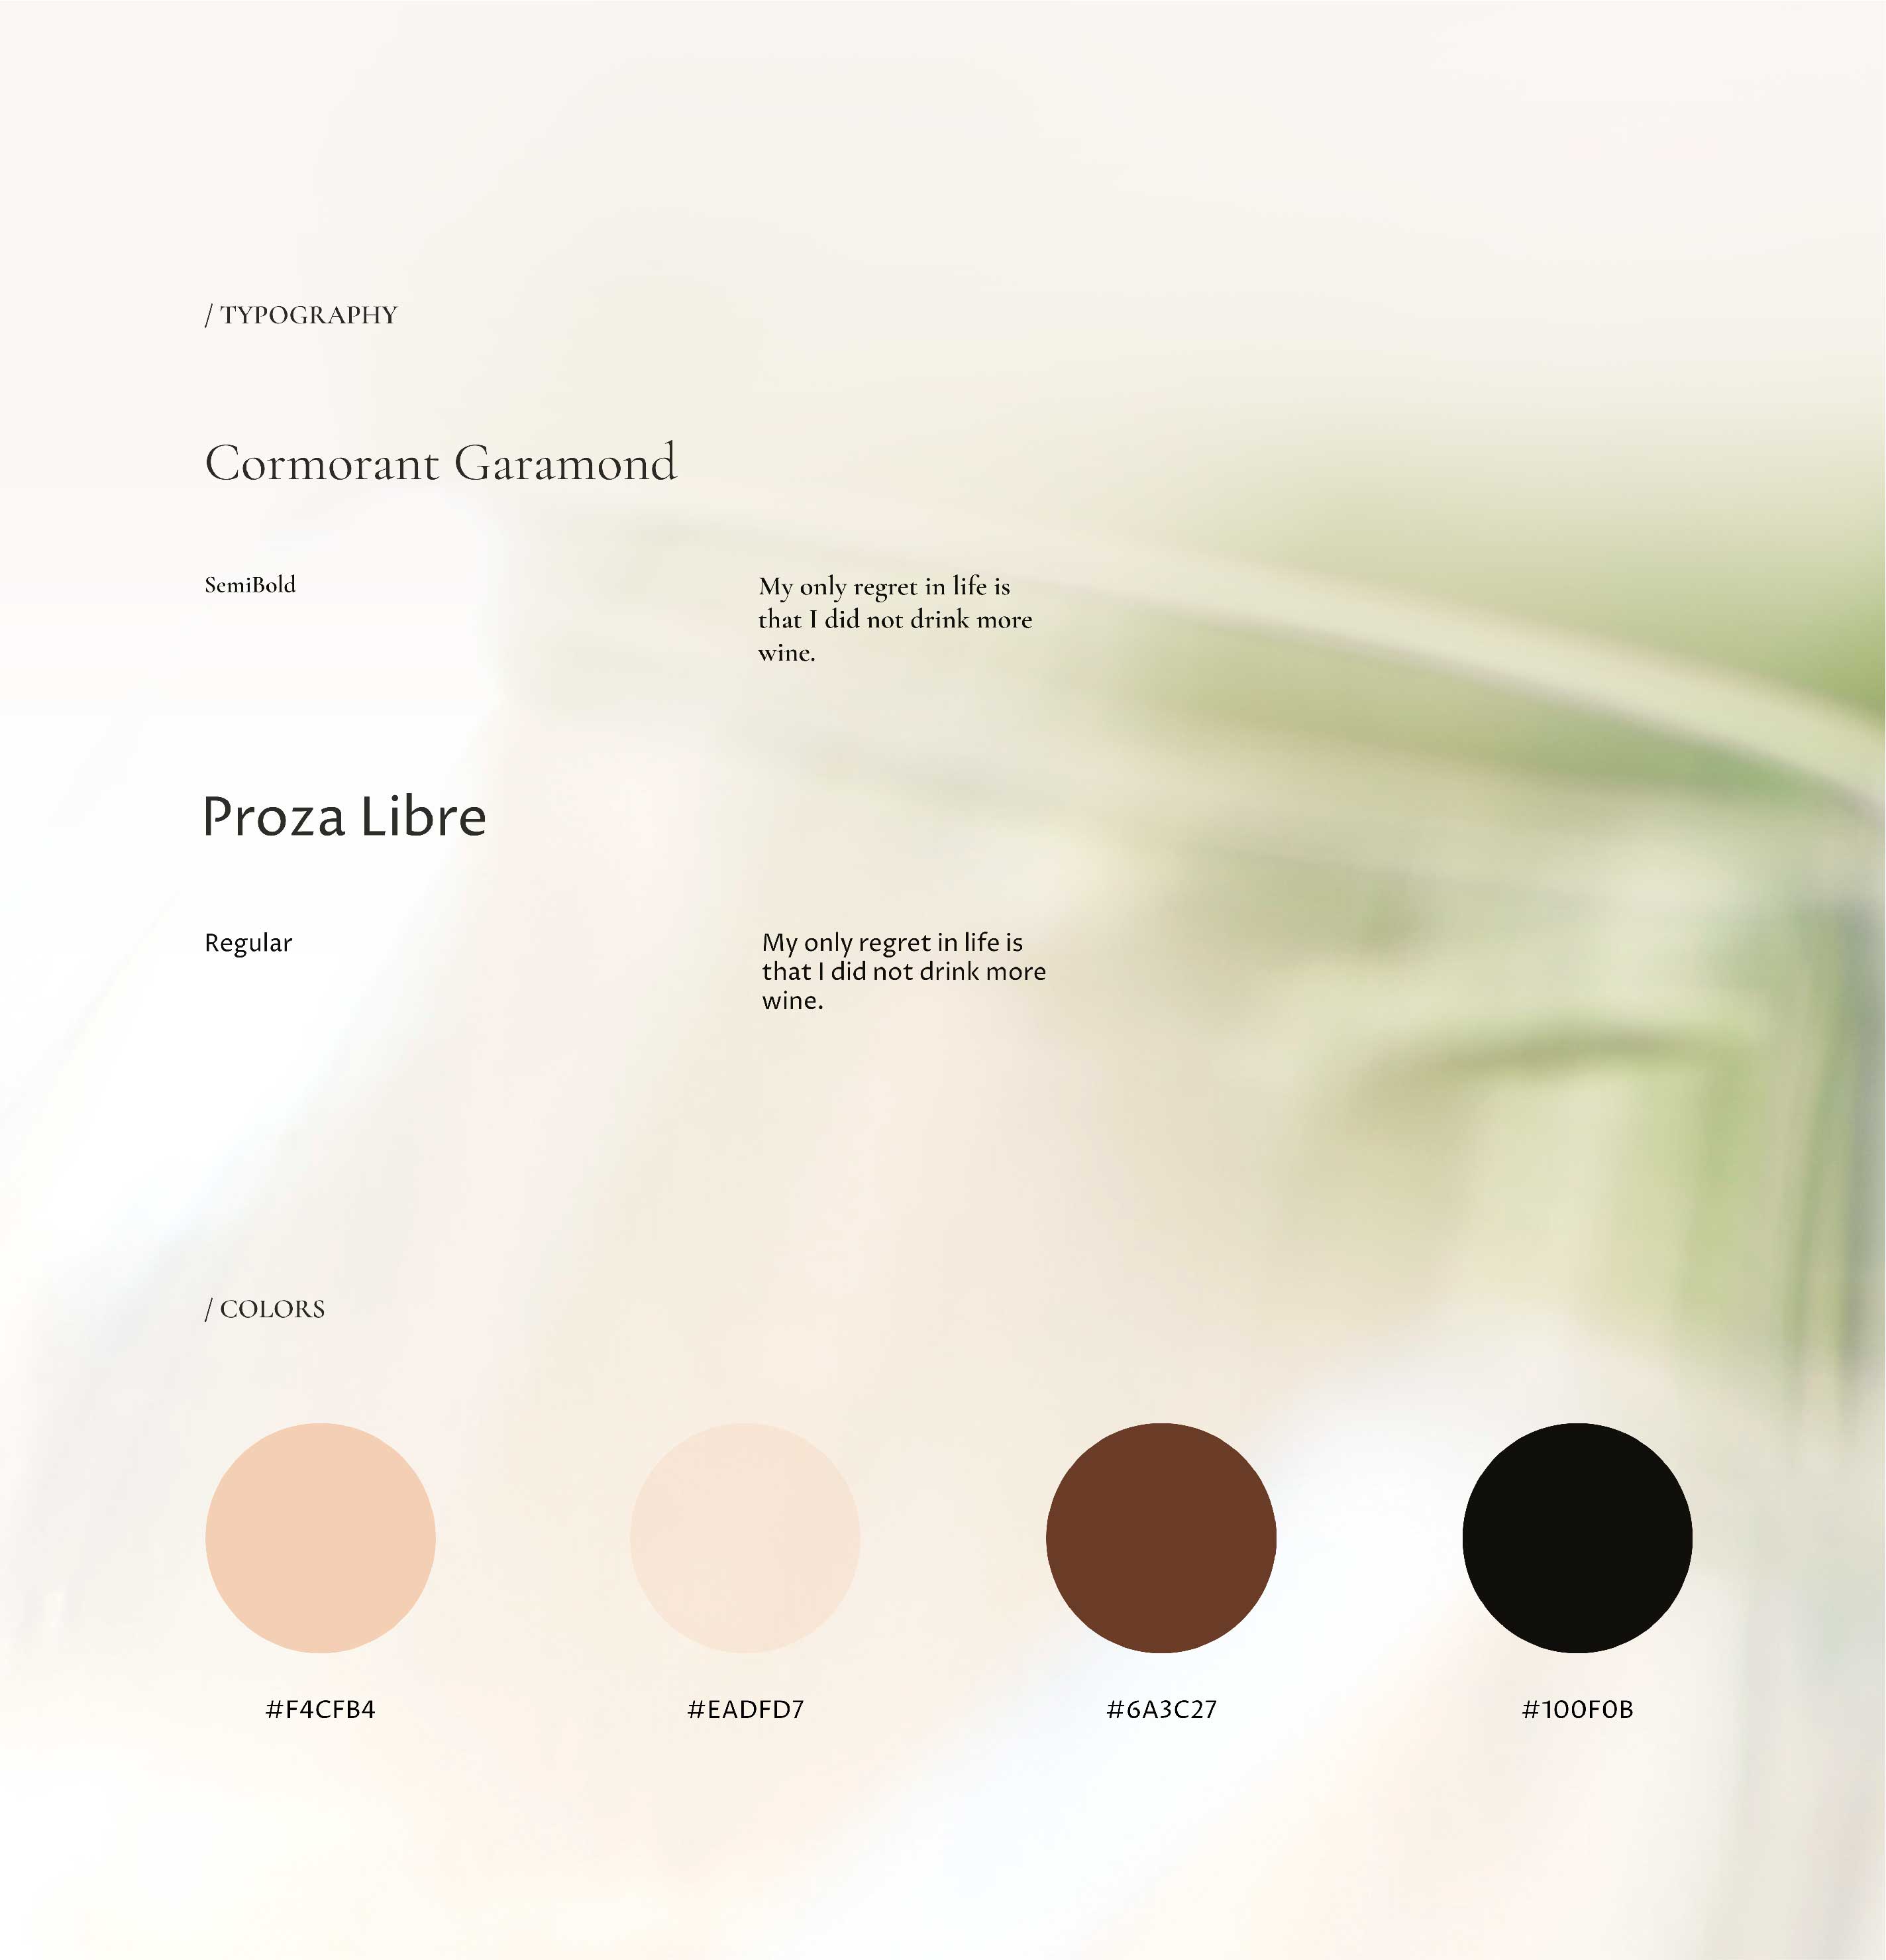 / TYPOGRAPHY
Cormorant Garamond
SemiBold
My only regret in life is
that I did not drink more
wine.
Proza Libre
Regular
My only regret in life is
that I did not drink more
wine.
/ COLORS
#F4CFB4
#EADFD7
#6A3C27
#100F0B